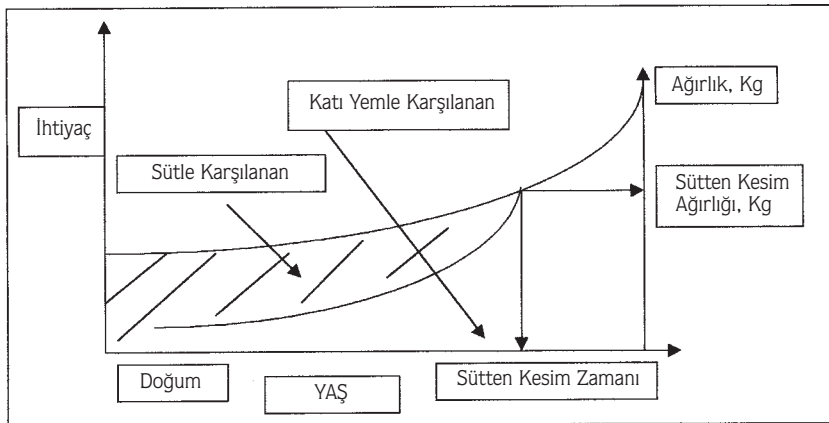 Katı Yemle Karşılanan
Ağırlık, Kg
İhtiyaç
Sütle Karşılanan
Sütten Kesim
Ağırlığı, Kg
Doğum
YAŞ
Sütten Kesim Zamanı